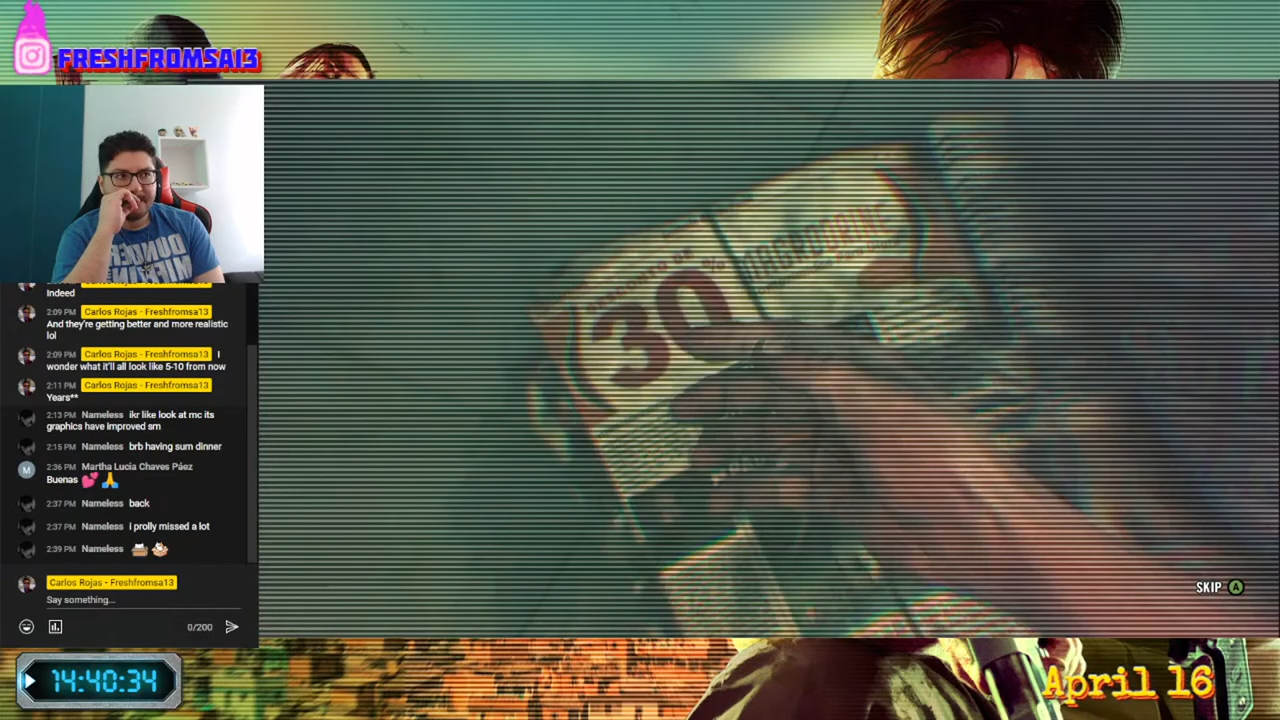 FRESHFROMSA13
Carlos Rojas - Freshfromsa13
Indeed
2:09 PM Carlos Rojas - Freshfromsa13
And they're getting better and more realistic
lol
2:09 PM Carlos Rojas - Freshfromsa13 I
wonder what it'll all look like 5-10 from now
2:11 PM Carlos Rojas - Freshfromsa13
Years**
2:13 PM Nameless ikr like look at mc its
graphics have improved sm
2:15 PM Nameless brb having sum dinner
M 2:36 PM Martha Lucia Chaves Páez
Buenas 💕 🙏
2:37 PM Nameless back
2:37 PM Nameless i prolly missed a lot
2:39 PM Nameless
Carlos Rojas - Freshfromsa13
Say something...
0/200
30 %
SKIP A
14:40:34
April 16